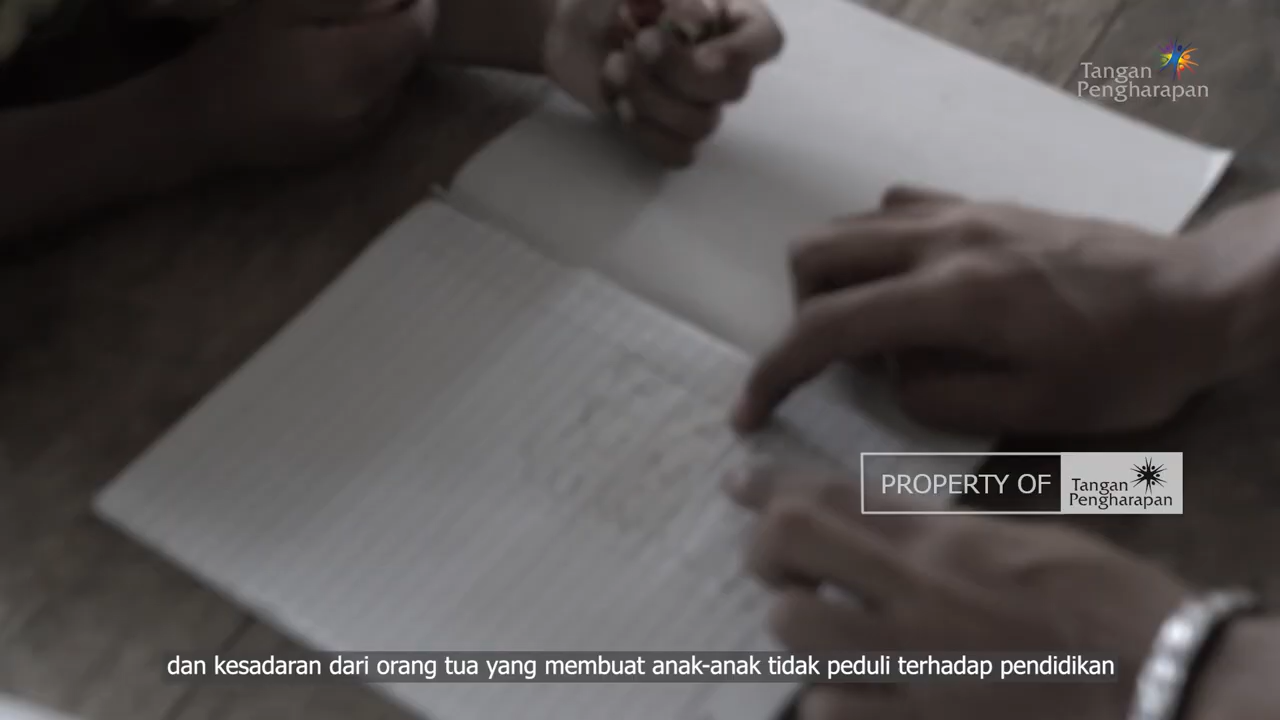 Tangan
Pengharapan
PROPERTY OF
Tangan
Pengharapan
dan kesadaran dari orang tua yang membuat anak-anak tidak peduli terhadap pendidikan